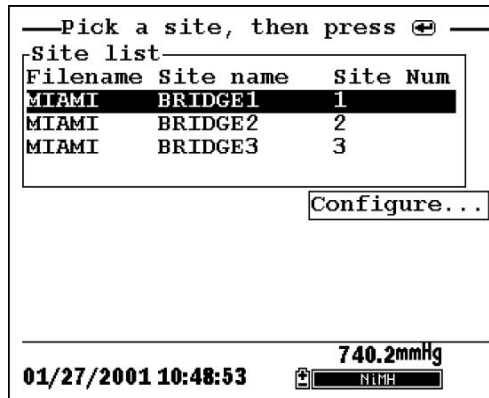 Pick a site, then press
Site list
Filename Site name Site Num
MIAMI BRIDGE1 1
MIAMI BRIDGE2 2
MIAMI BRIDGE3 3
Configure...
740.2mmHg
01/27/2001 10:48:53 NiMH